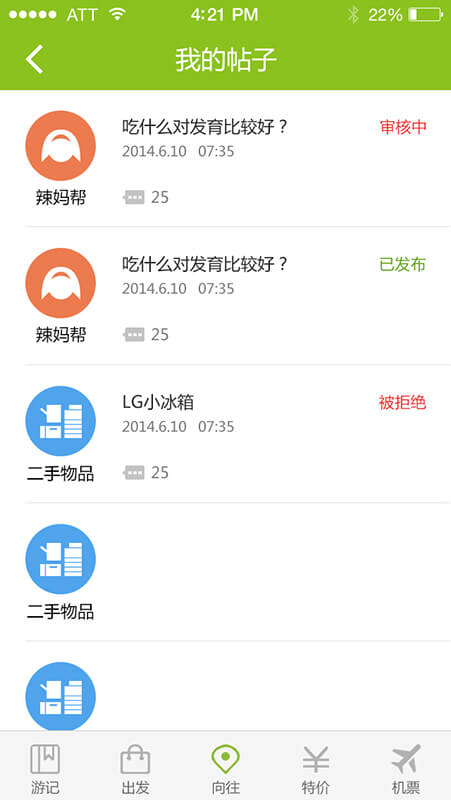 ATT 4:21 PM 22%
我的帖子
吃什么对发育比较好？ 审核中
2014.6.10 07:35
辣妈帮 25
吃什么对发育比较好？ 已发布
2014.6.10 07:35
辣妈帮 25
LG小冰箱 被拒绝
2014.6.10 07:35
二手物品 25
二手物品
游记 出发 向往 特价 机票